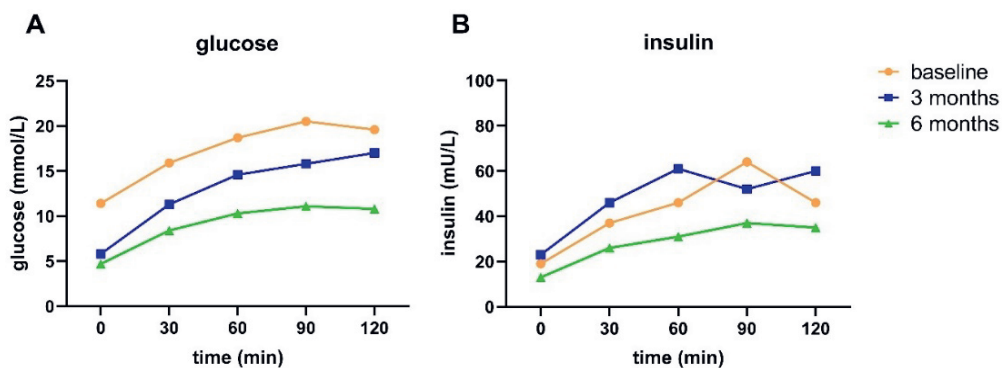 A
glucose
25
20
15
10
5
0
glucose (mmol/L)
0 30 60 90 120
time (min)
B
insulin
100
80
60
40
20
0
insulin (mU/L)
0 30 60 90 120
time (min)
baseline
3 months
6 months